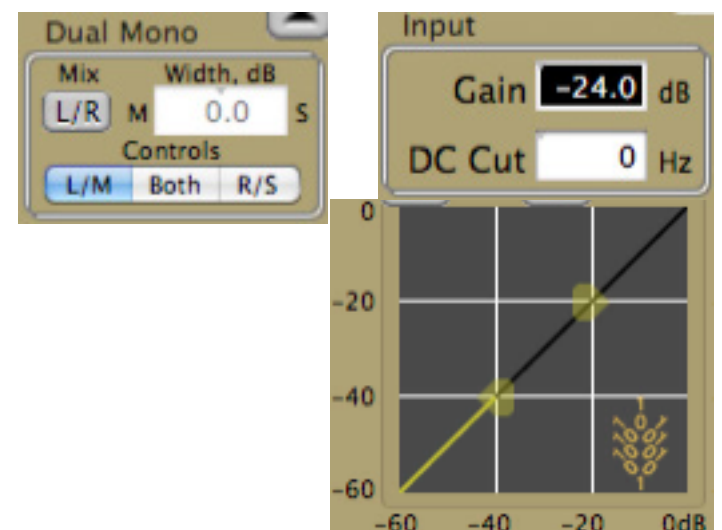 Dual Mono
Mix Width, dB
L/R M 0.0 S
Controls
L/M Both R/S
Input
Gain -24.0 dB
DC Cut 0 Hz
0
-20
-40
-60
-60 -40 -20 0dB